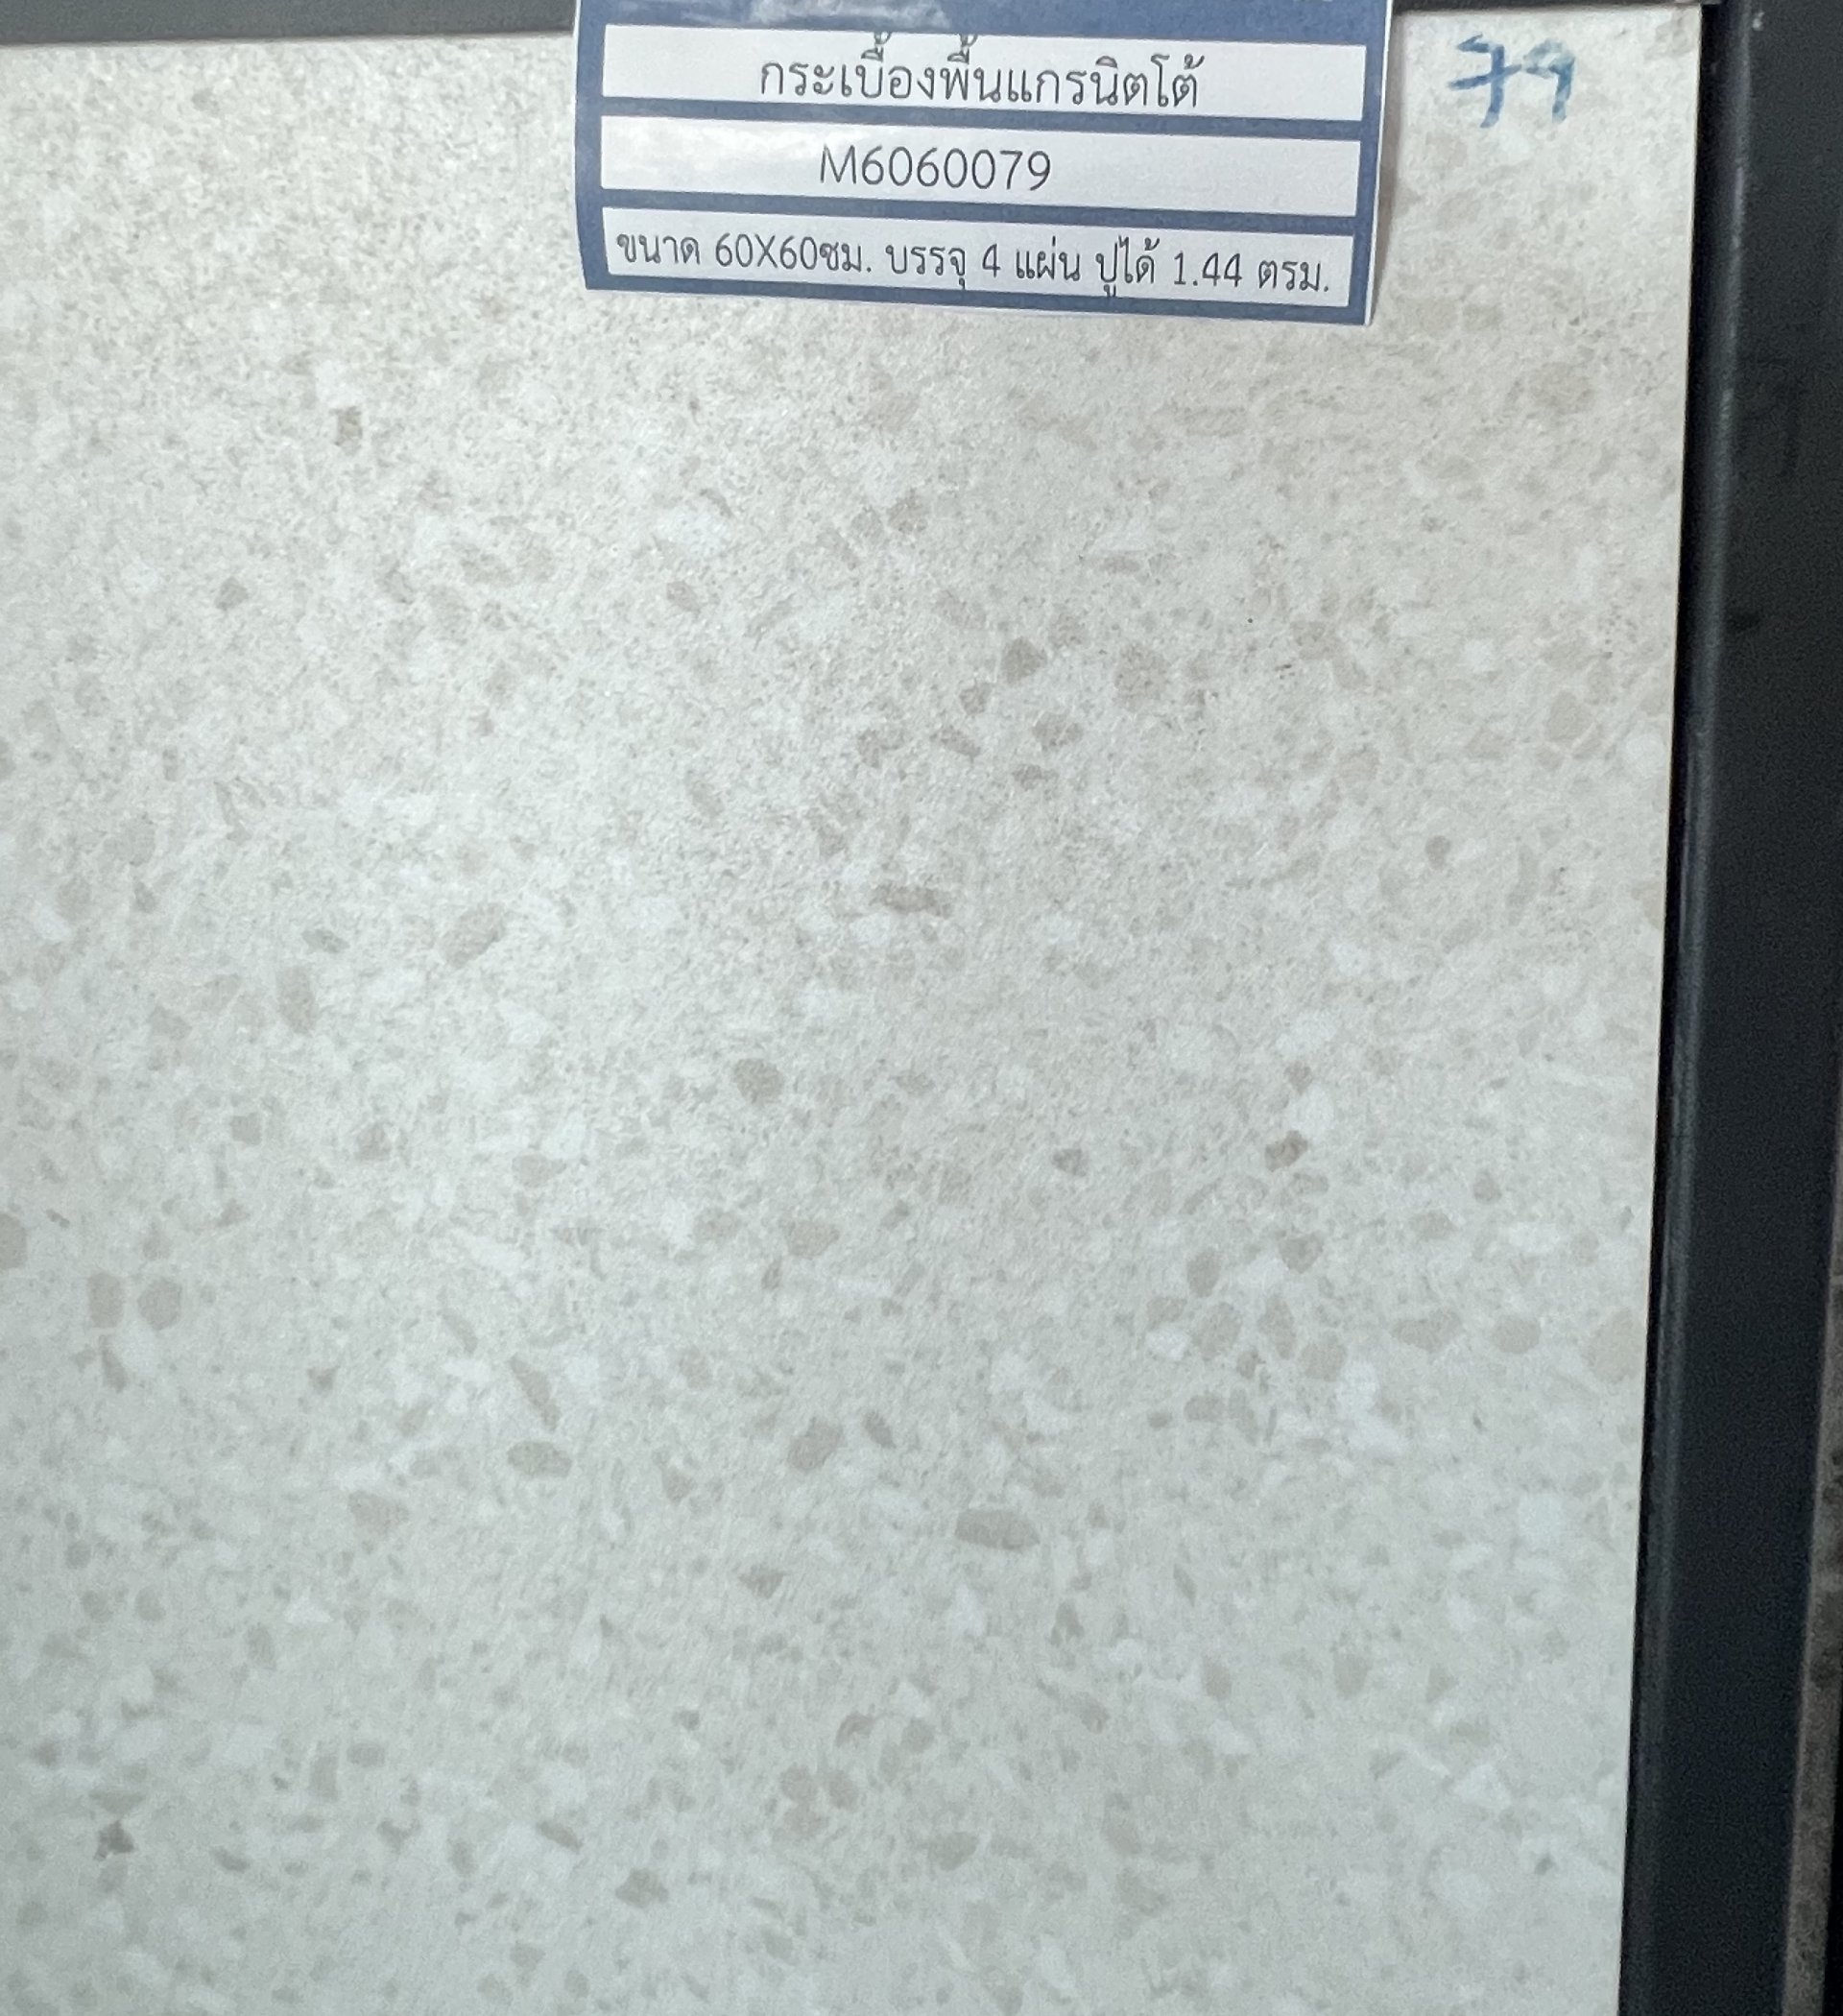 กระเบื้องพื้นแกรนิตโต้
79
M6060079
ขนาด 60X60ซม. บรรจุ 4 แผ่น ปูได้ 1.44 ตรม.